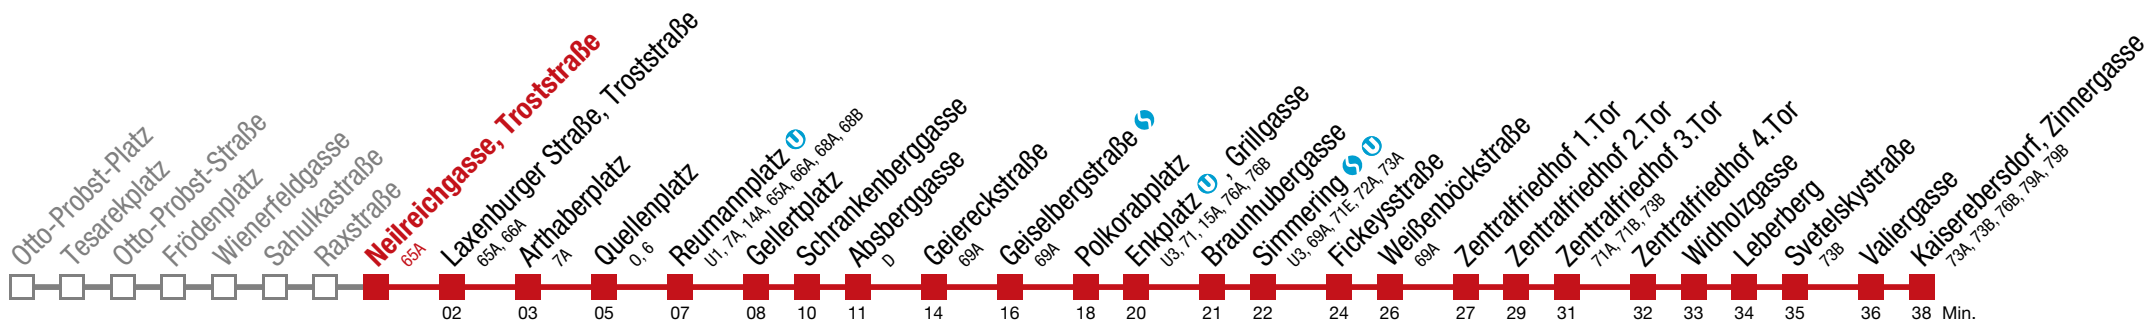 Otto-Probst-Platz
Tesarekplatz
Otto-Probst-Straße
Frödenplatz
Wienerfeldgasse
Sahulkastraße
Raxstraße
Neilreichgasse, Troststraße
65A
Laxenburger Straße, Troststraße
65A, 66A
Arthaberplatz
7A
Quellenplatz
O, 6
Reumannplatz U
U1, 7A, 14A, 65A, 66A, 68A, 68B
Gellertplatz
Schrankenberggasse
Absberggasse
D
Geiereckstraße
69A
Geiselbergstraße S
69A
Polkorabplatz
Enkplatz U , Grillgasse
U3, 71, 15A, 76A, 76B
Braunhubergasse
Simmering S U
U3, 69A, 71E, 72A, 73A
Fickeysstraße
Weißenböckstraße
69A
Zentralfriedhof 1.Tor
Zentralfriedhof 2.Tor
Zentralfriedhof 3.Tor
71A, 71B, 73B
Zentralfriedhof 4.Tor
Widholzgasse
Leberberg
Svetelskystraße
73B
Valiergasse
Kaiserebersdorf, Zinnergasse
73A, 73B, 76B, 79A, 79B
02 03 05 07 08 10 11 14 16 18 20 21 22 24 26 27 29 31 32 33 34 35 36 38 Min.